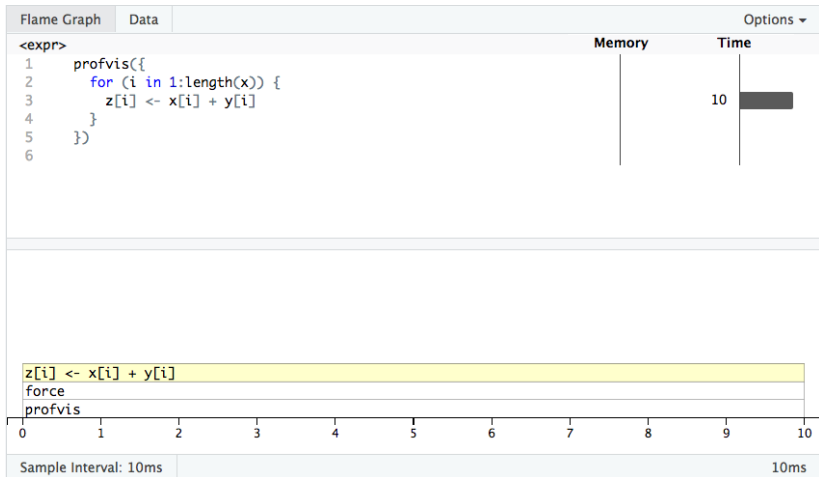 Flame Graph Data Options
<expr> Memory Time
1 profvis({
2 for (i in 1:length(x)) {
3 z[i] <- x[i] + y[i] 10
4 }
5 })
6
z[i] <- x[i] + y[i]
force
profvis
0 1 2 3 4 5 6 7 8 9 10
Sample Interval: 10ms 10ms